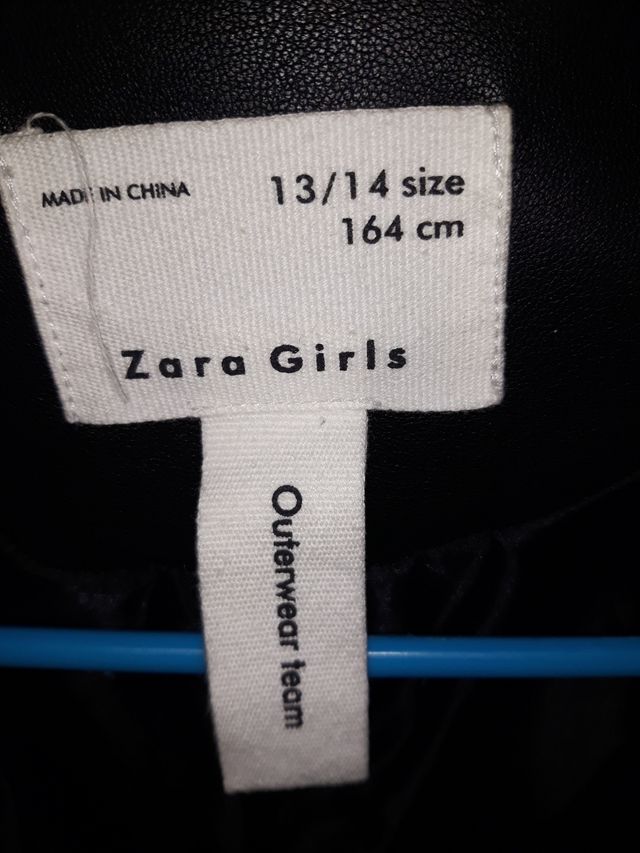 MADE IN CHINA
13/14 size
164 cm
Zara Girls
Outerwear team